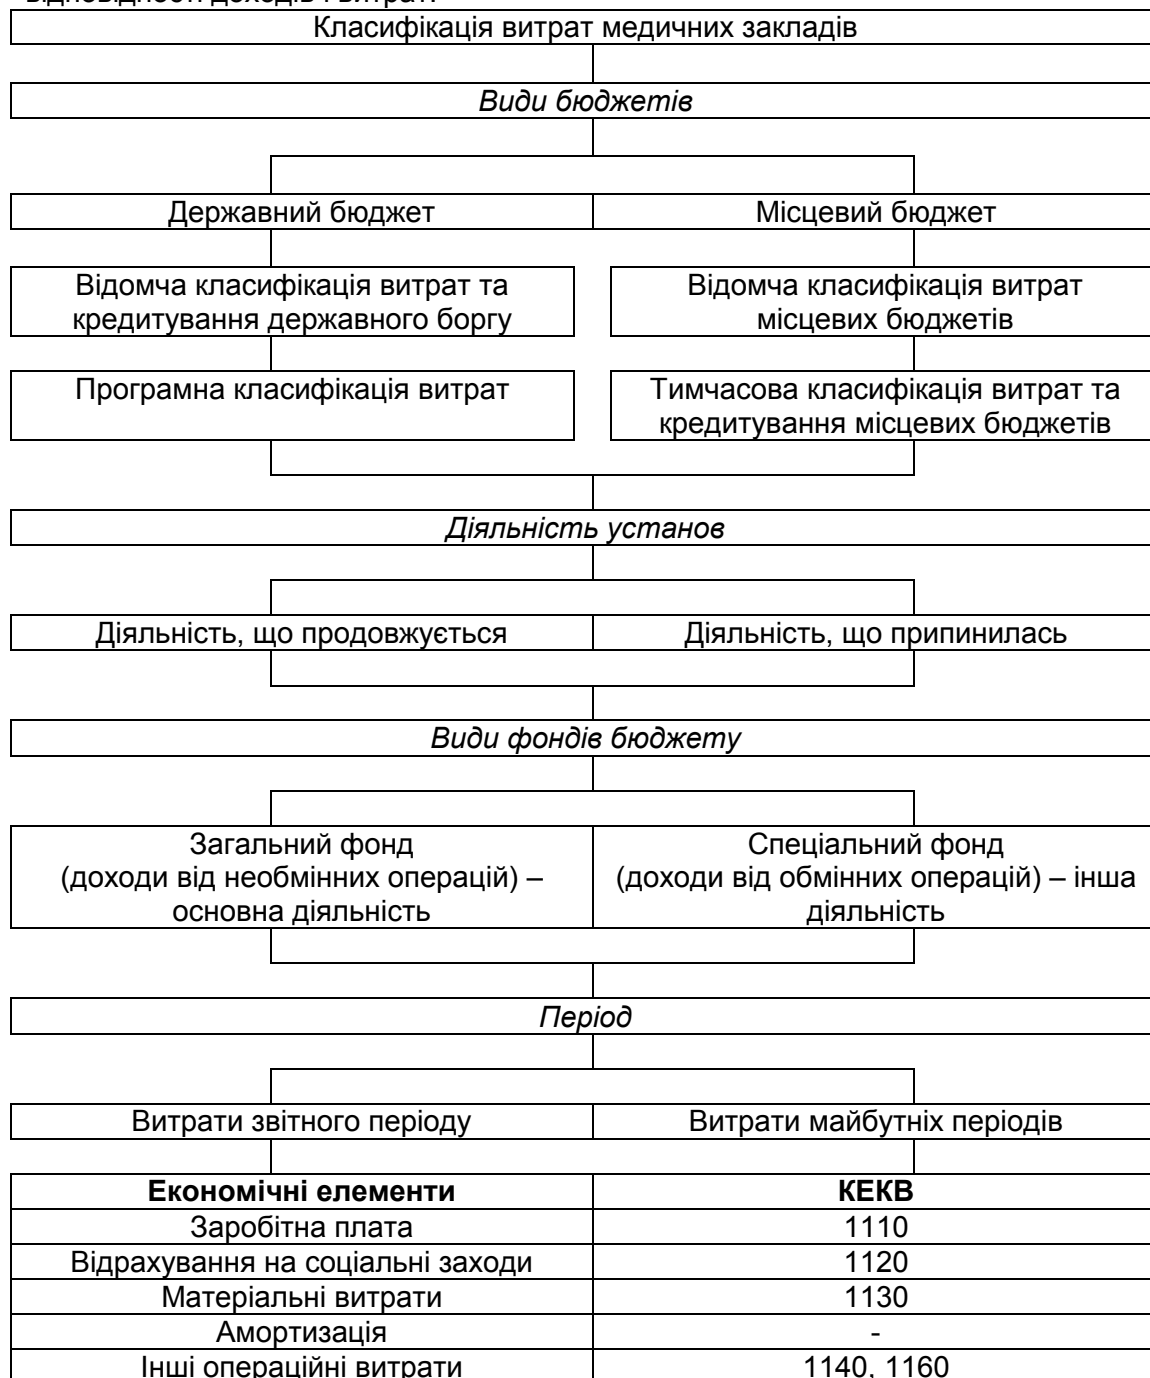 відповідності доходів і витрат.
Класифікація витрат медичних закладів
Види бюджетів
Державний бюджет
Місцевий бюджет
Відомча класифікація витрат та
кредитування державного боргу
Відомча класифікація витрат
місцевих бюджетів
Програмна класифікація витрат
Тимчасова класифікація витрат та
кредитування місцевих бюджетів
Діяльність установ
Діяльність, що продовжується
Діяльність, що припинилась
Види фондів бюджету
Загальний фонд
(доходи від необмінних операцій) –
основна діяльність
Спеціальний фонд
(доходи від обмінних операцій) – інша
діяльність
Період
Витрати звітного періоду
Витрати майбутніх періодів
Економічні елементи КЕКВ
Заробітна плата 1110
Відрахування на соціальні заходи 1120
Матеріальні витрати 1130
Амортизація -
Інші операційні витрати 1140, 1160